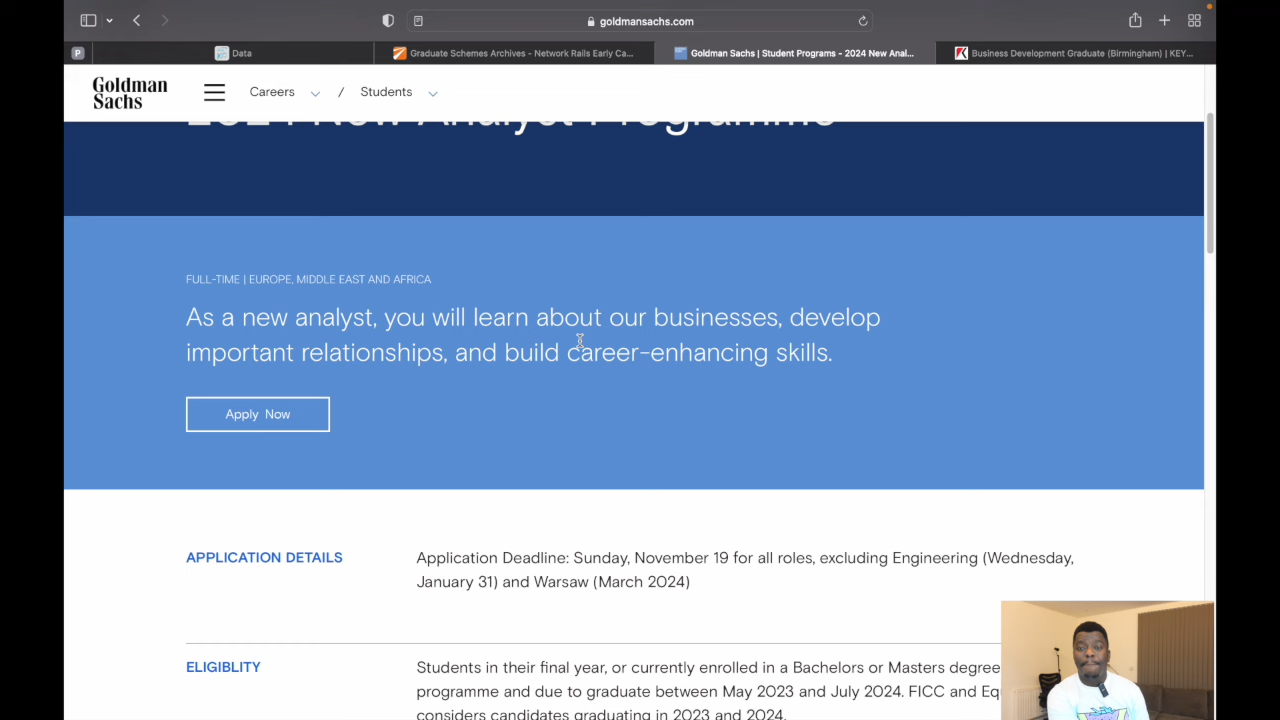 goldmansachs.com
P
Data
Graduate Schemes Archives - Network Rails Early Ca...
Goldman Sachs | Student Programs - 2024 New Anal...
Business Development Graduate (Birmingham) | KEY...
Goldman
Sachs
Careers / Students
2024 New Analyst Programme
FULL-TIME | EUROPE, MIDDLE EAST AND AFRICA
As a new analyst, you will learn about our businesses, develop
important relationships, and build career-enhancing skills.
Apply Now
APPLICATION DETAILS
Application Deadline: Sunday, November 19 for all roles, excluding Engineering (Wednesday,
January 31) and Warsaw (March 2024)
ELIGIBLITY
Students in their final year, or currently enrolled in a Bachelors or Masters degree
programme and due to graduate between May 2023 and July 2024. FICC and Eq
considers candidates graduating in 2023 and 2024.